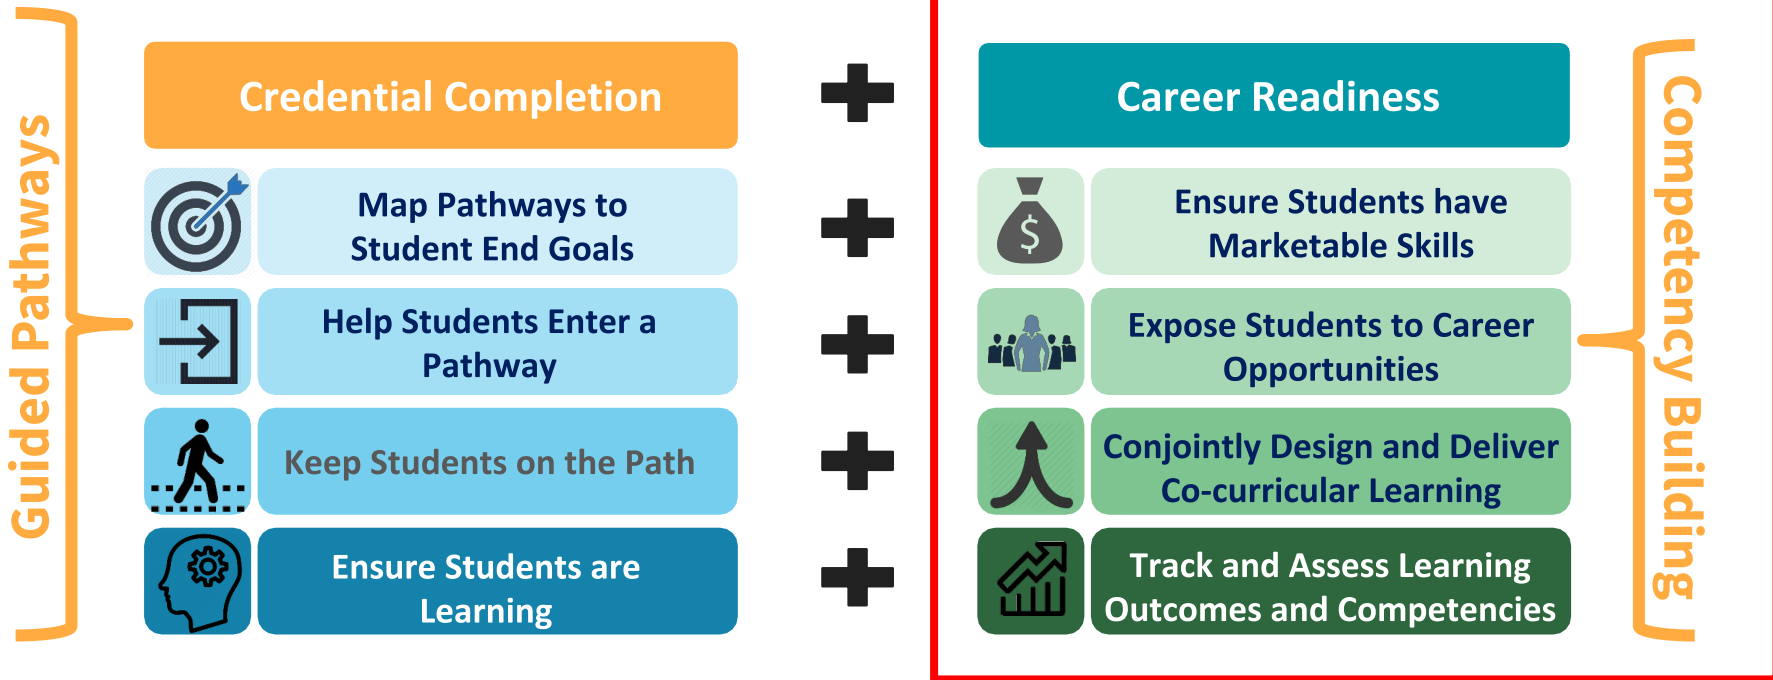 Guided Pathways
Credential Completion
Map Pathways to
Student End Goals
Help Students Enter a
Pathway
Keep Students on the Path
Ensure Students are
Learning
Career Readiness
$
Ensure Students have
Marketable Skills
Expose Students to Career
Opportunities
Conjointly Design and Deliver
Co-curricular Learning
Track and Assess Learning
Outcomes and Competencies
Competency Building